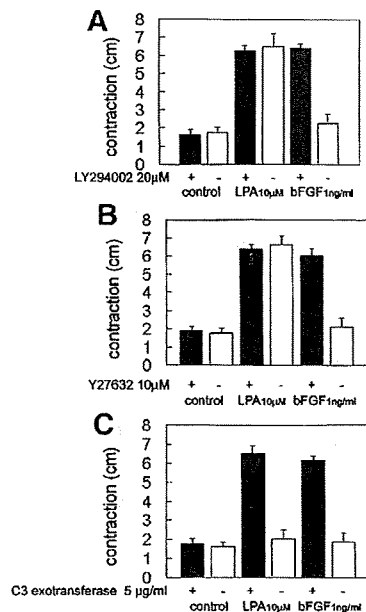 A
contraction (cm)
8
7
6
5
4
3
2
1
0
LY294002 20μM + - + - + -
control LPA10μM bFGF1ng/ml
B
contraction (cm)
8
7
6
5
4
3
2
1
0
Y27632 10μM + - + - + -
control LPA10μM bFGF1ng/ml
C
contraction (cm)
8
7
6
5
4
3
2
1
0
C3 exotransferase 5 μg/ml + - + - + -
control LPA10μM bFGF1ng/ml